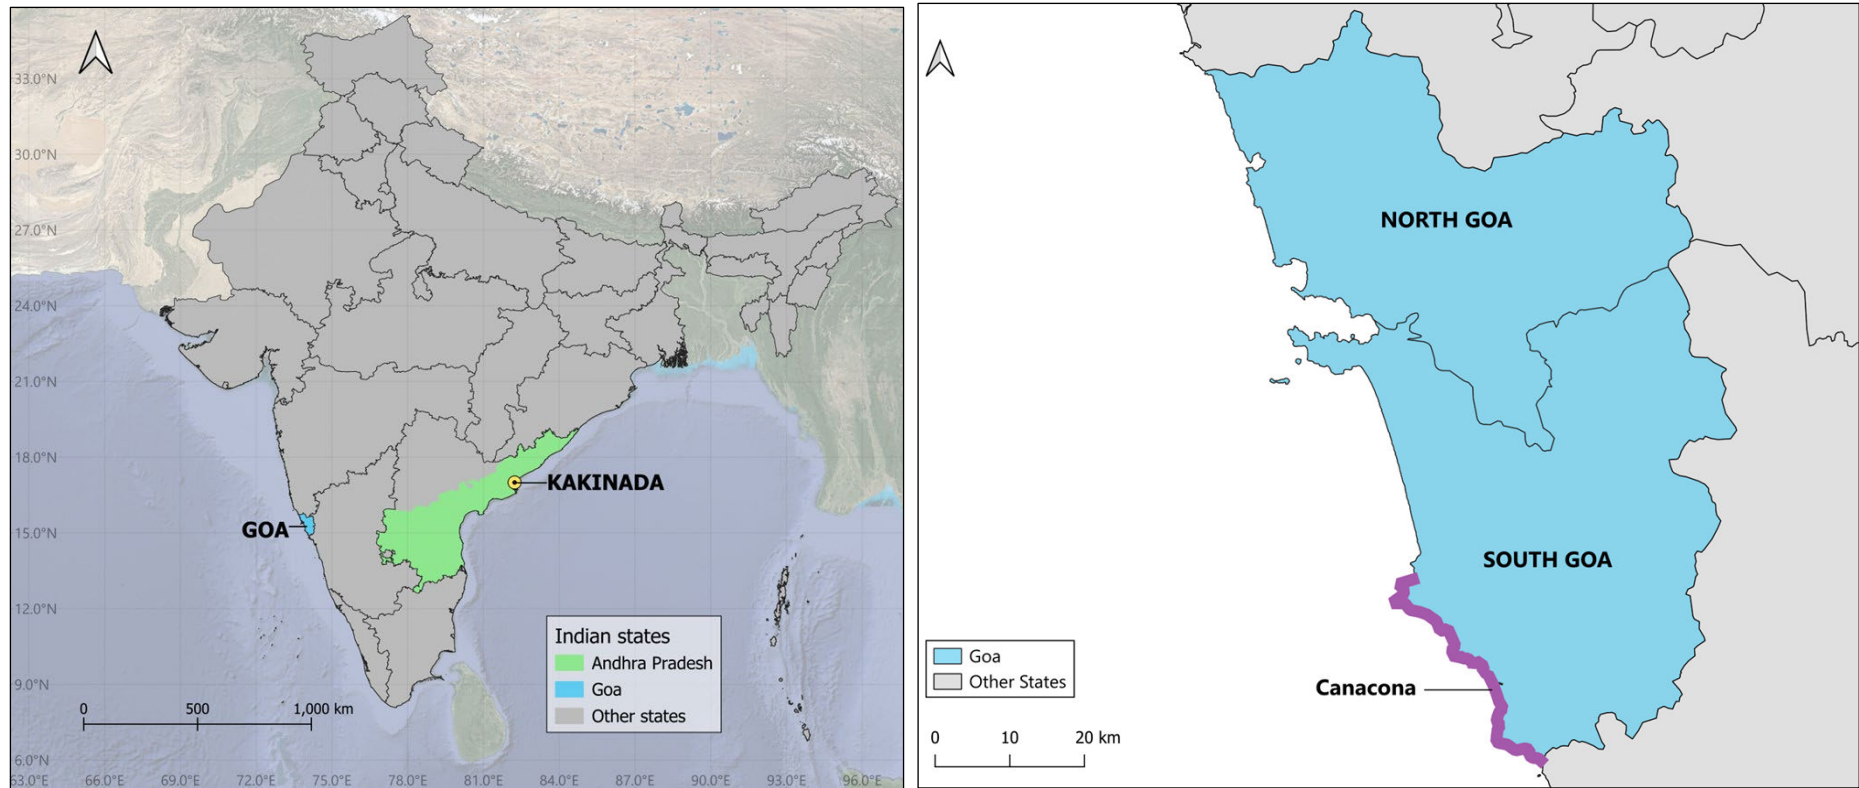 33.0°N
30.0°N
27.0°N
24.0°N
21.0°N
18.0°N
15.0°N
12.0°N
9.0°N
6.0°N
KAKINADA
GOA
Indian states
Andhra Pradesh
Goa
Other states
0 500 1,000 km
63.0°E 66.0°E 69.0°E 72.0°E 75.0°E 78.0°E 81.0°E 84.0°E 87.0°E 90.0°E 93.0°E 96.0°E
NORTH GOA
SOUTH GOA
Canacona
Goa
Other States
0 10 20 km